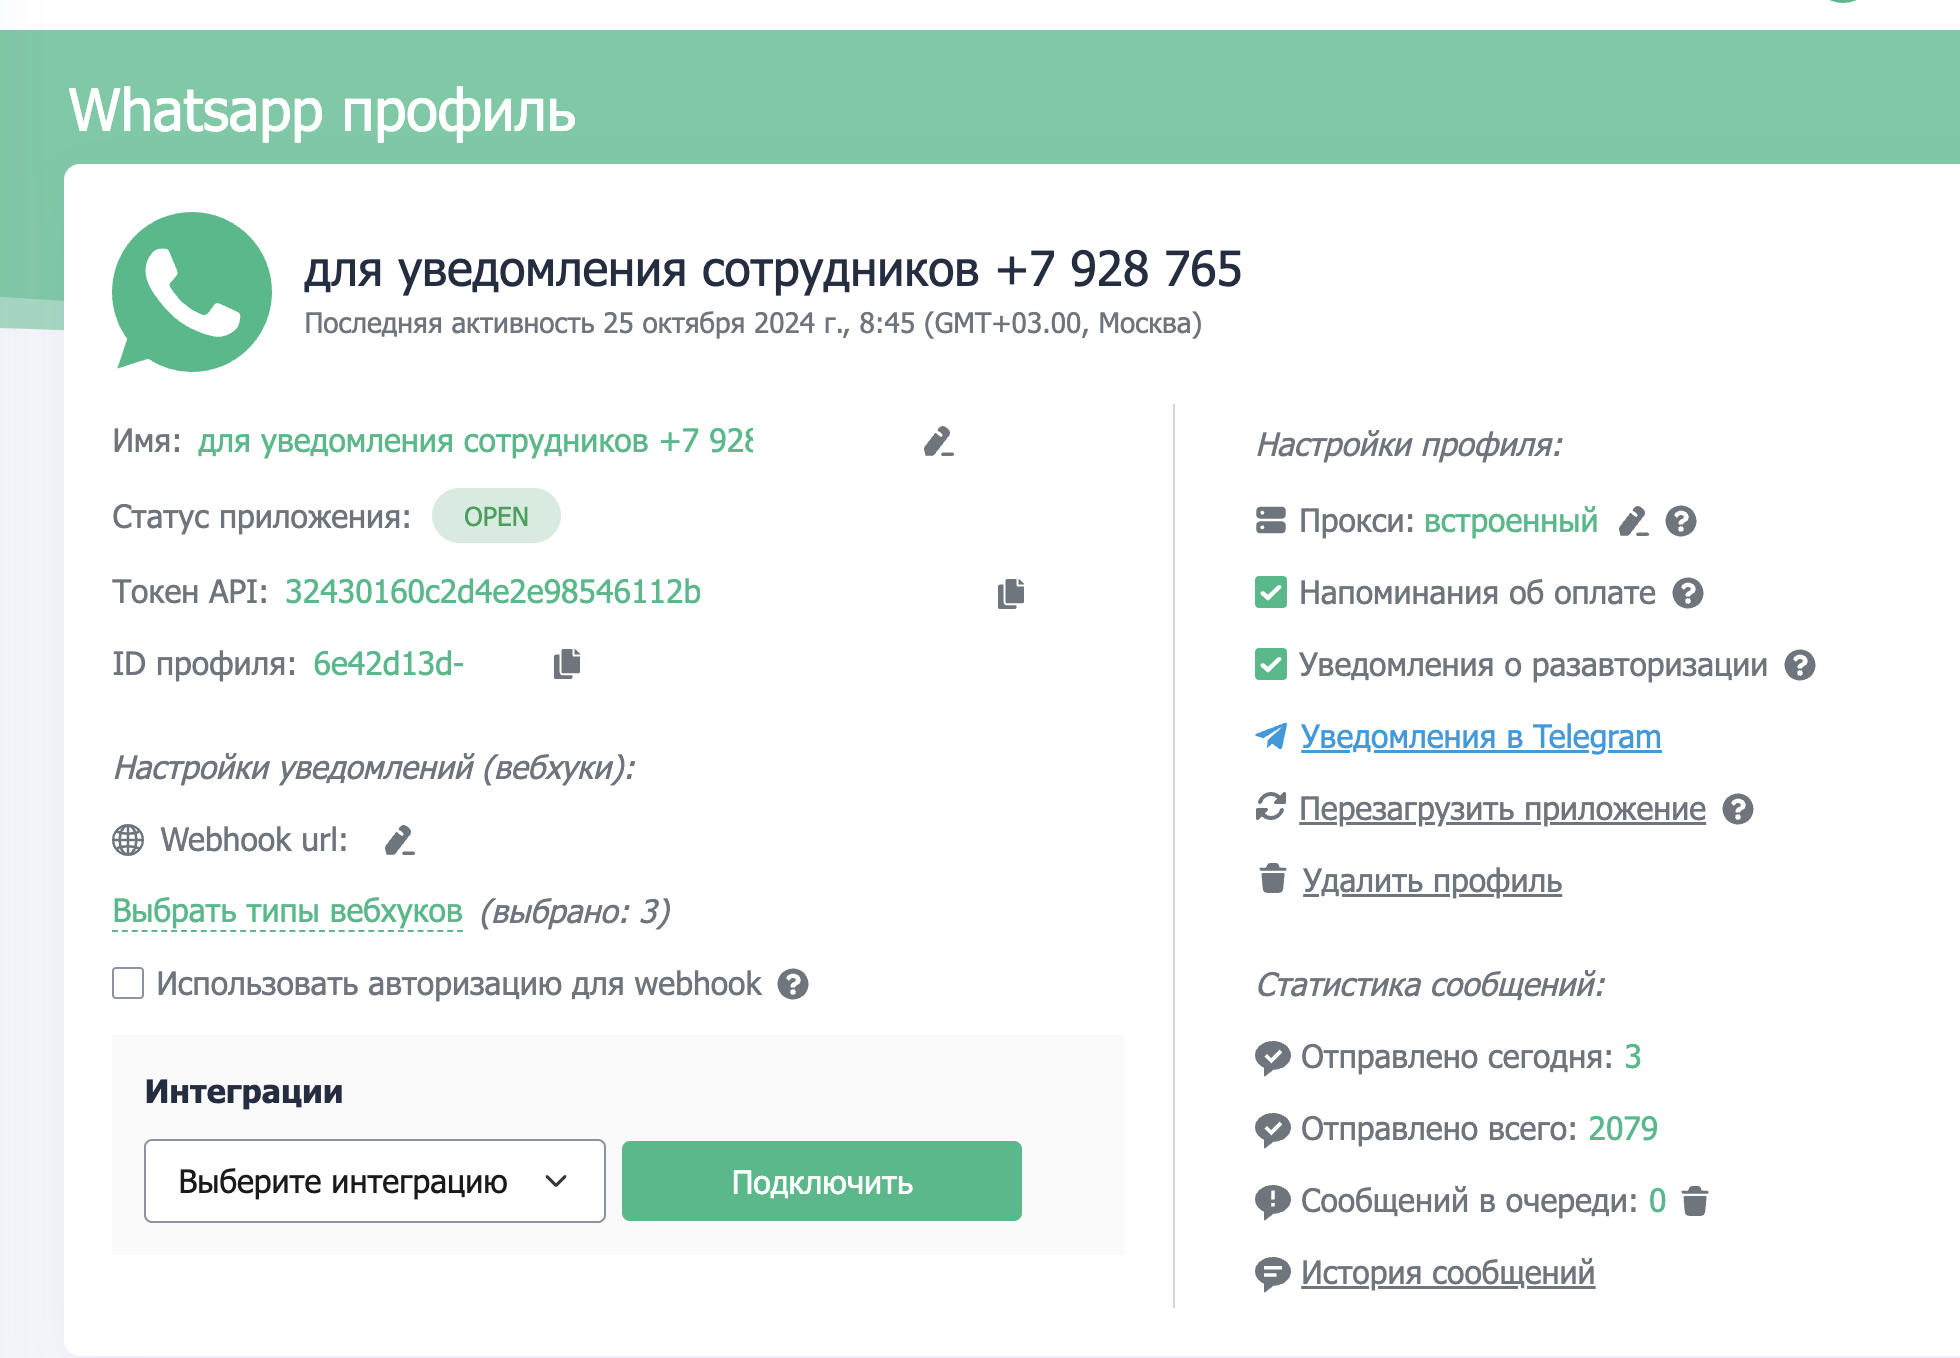 Whatsapp профиль
для уведомления сотрудников +7 928 765
Последняя активность 25 октября 2024 г., 8:45 (GMT+03.00, Москва)
Имя: для уведомления сотрудников +7 928
Статус приложения: OPEN
Токен API: 32430160c2d4e2e98546112b
ID профиля: 6e42d13d-
Настройки уведомлений (вебхуки):
Webhook url:
Выбрать типы вебхуков (выбрано: 3)
Использовать авторизацию для webhook
Интеграции
Выберите интеграцию
Подключить
Настройки профиля:
Прокси: встроенный
Напоминания об оплате
Уведомления о разавторизации
Уведомления в Telegram
Перезагрузить приложение
Удалить профиль
Статистика сообщений:
Отправлено сегодня: 3
Отправлено всего: 2079
Сообщений в очереди: 0
История сообщений